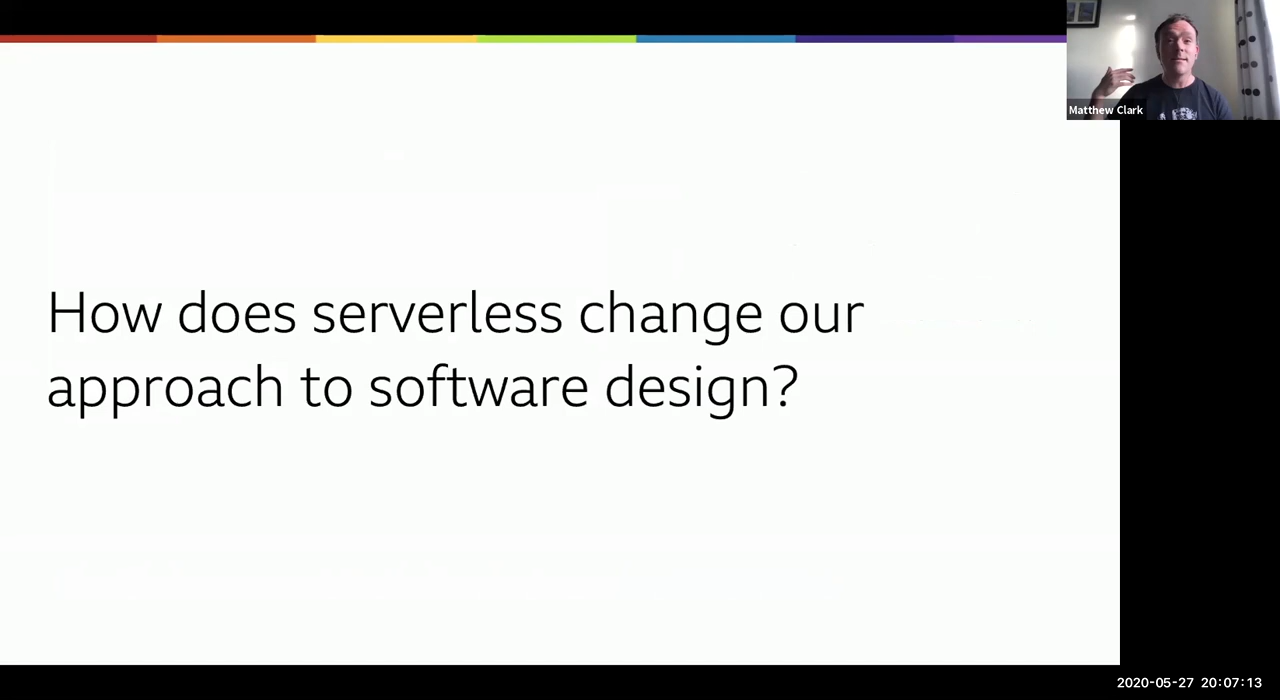 Matthew Clark
How does serverless change our
approach to software design?
2020-05-27 20:07:13